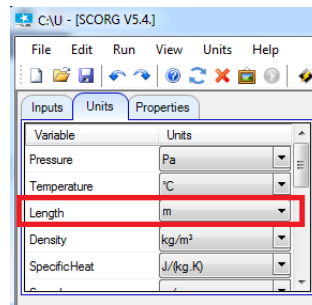 C:\U - [SCORG V5.4.]
File Edit Run View Units Help
Inputs Units Properties
Variable Units
Pressure Pa
Temperature °C
Length m
Density kg/m³
SpecificHeat J/(kg.K)